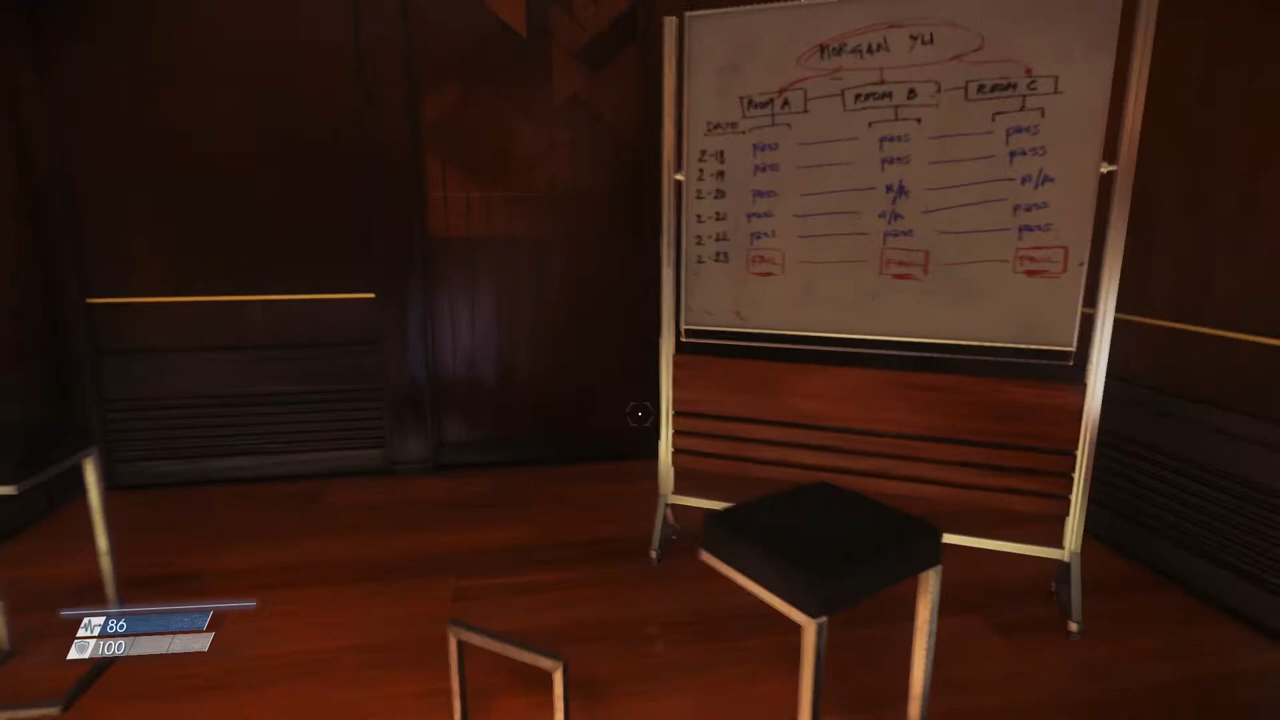 MORGAN YU
ROOM A ROOM B ROOM C
DATE
2-18 pass pass pass
2-19 pass pass pass
2-20 pass N/A N/A
2-21 pass N/A pass
2-22 pass pass pass
2-23 FAIL FAIL FAIL
86
100